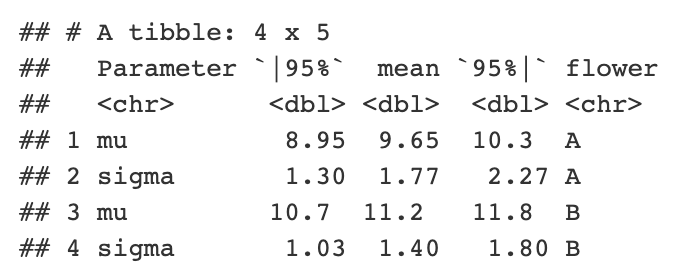 ## # A tibble: 4 x 5
##   Parameter `|95%`  mean `95%|` flower
##   <chr>      <dbl> <dbl>  <dbl> <chr>
## 1 mu          8.95  9.65  10.3  A
## 2 sigma       1.30  1.77   2.27 A
## 3 mu         10.7  11.2   11.8  B
## 4 sigma       1.03  1.40   1.80 B